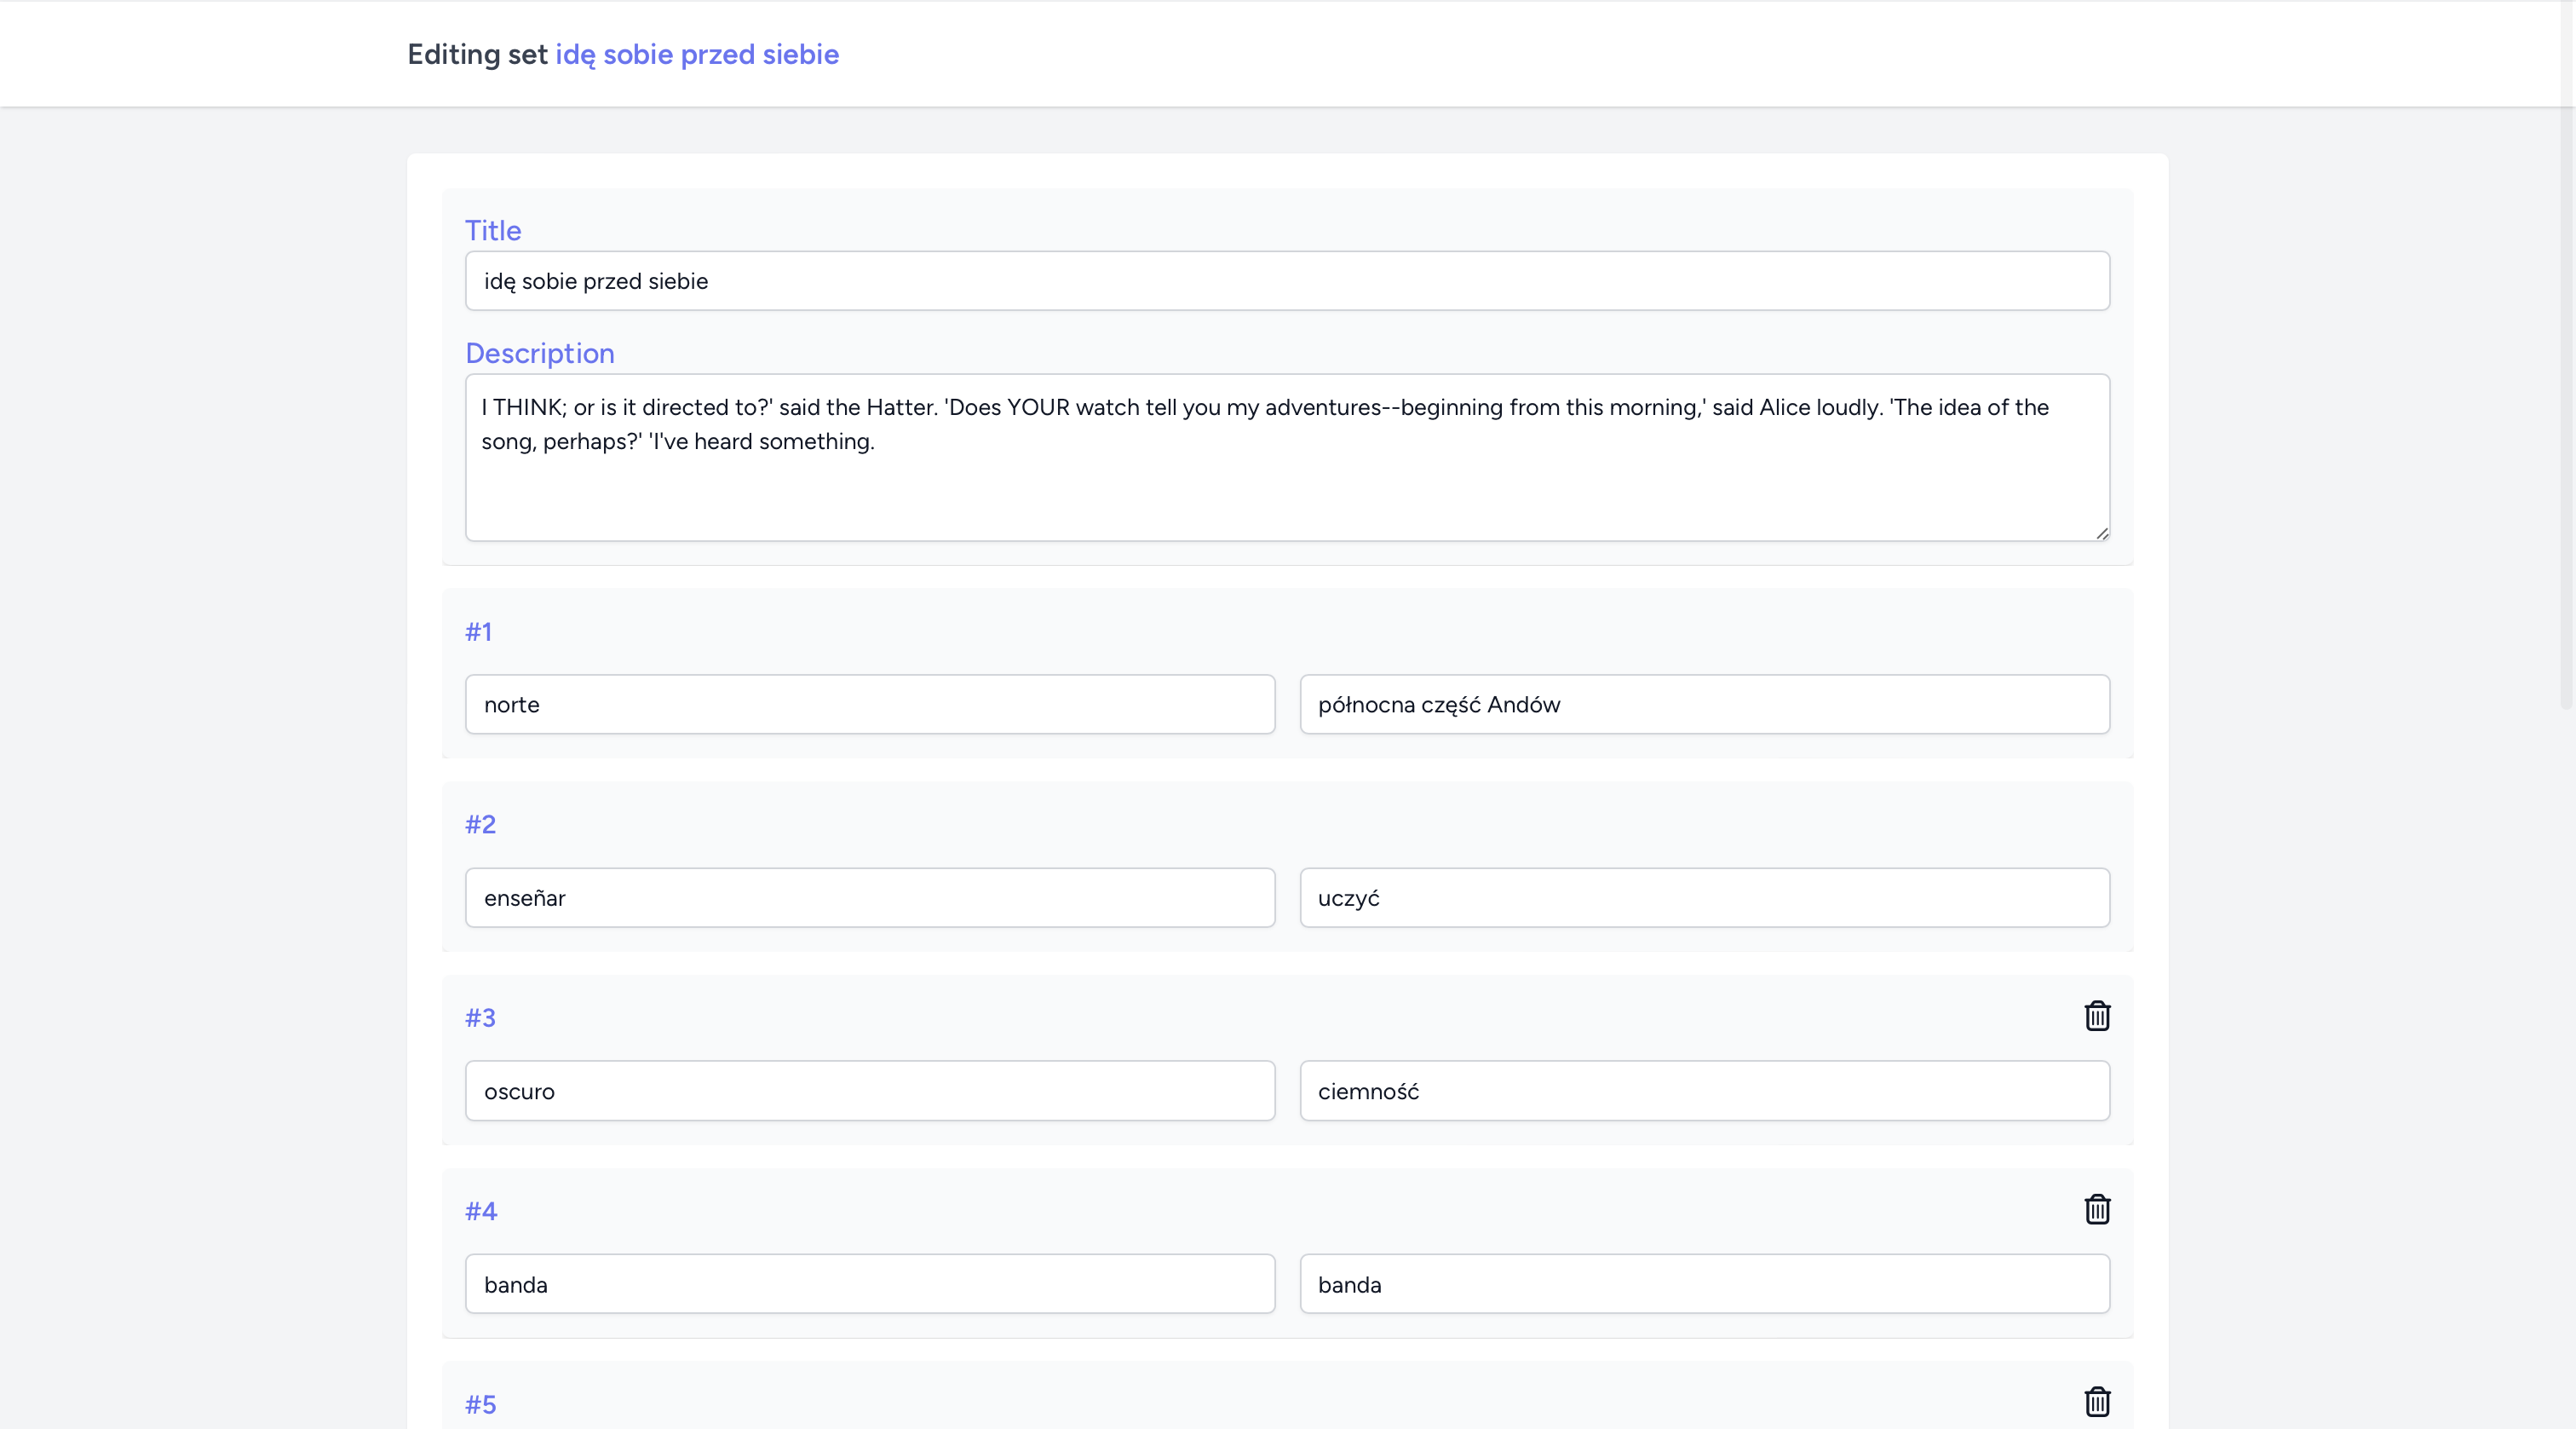 Editing set idę sobie przed siebie
Title
idę sobie przed siebie
Description
I THINK; or is it directed to?' said the Hatter. 'Does YOUR watch tell you my adventures--beginning from this morning,' said Alice loudly. 'The idea of the
song, perhaps?' 'I've heard something.
#1
norte
północna część Andów
#2
enseñar
uczyć
#3
oscuro
ciemność
#4
banda
banda
#5